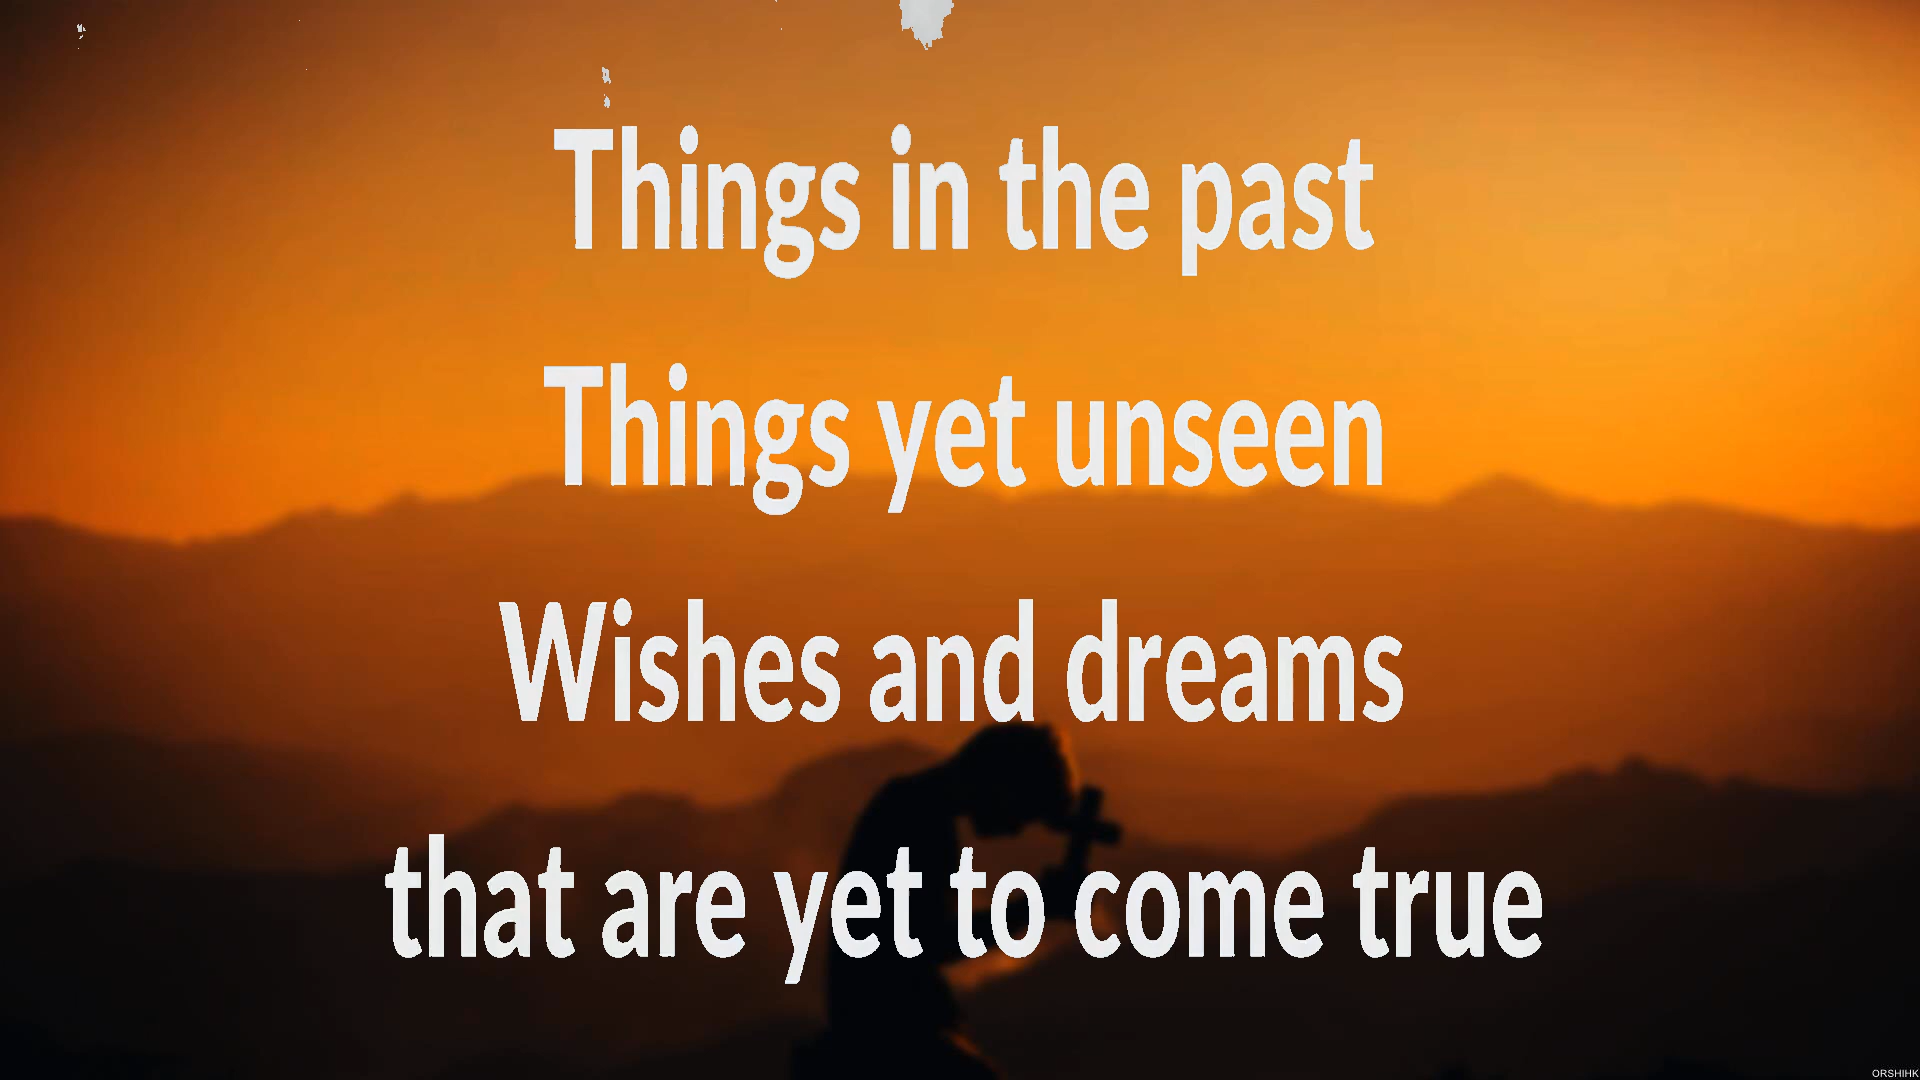 Things in the past
Things yet unseen
Wishes and dreams
that are yet to come true
ORSHIHK